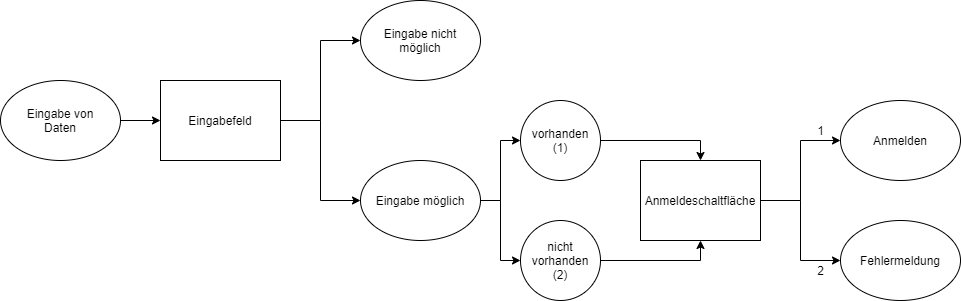 Eingabe von
Daten
Eingabefeld
Eingabe nicht
möglich
Eingabe möglich
vorhanden
(1)
nicht
vorhanden
(2)
Anmeldeschaltfläche
1
Anmelden
2
Fehlermeldung